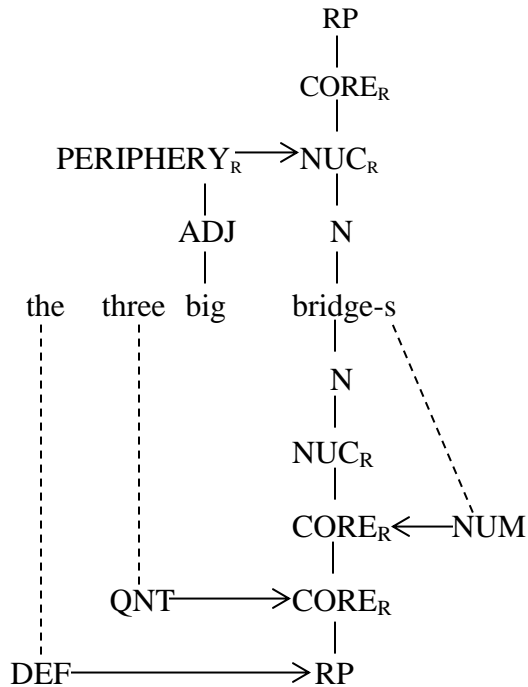 RP
CORE_R
PERIPHERY_R NUC_R
ADJ N
the three big bridge-s
N
NUC_R
CORE_R NUM
QNT CORE_R
DEF RP